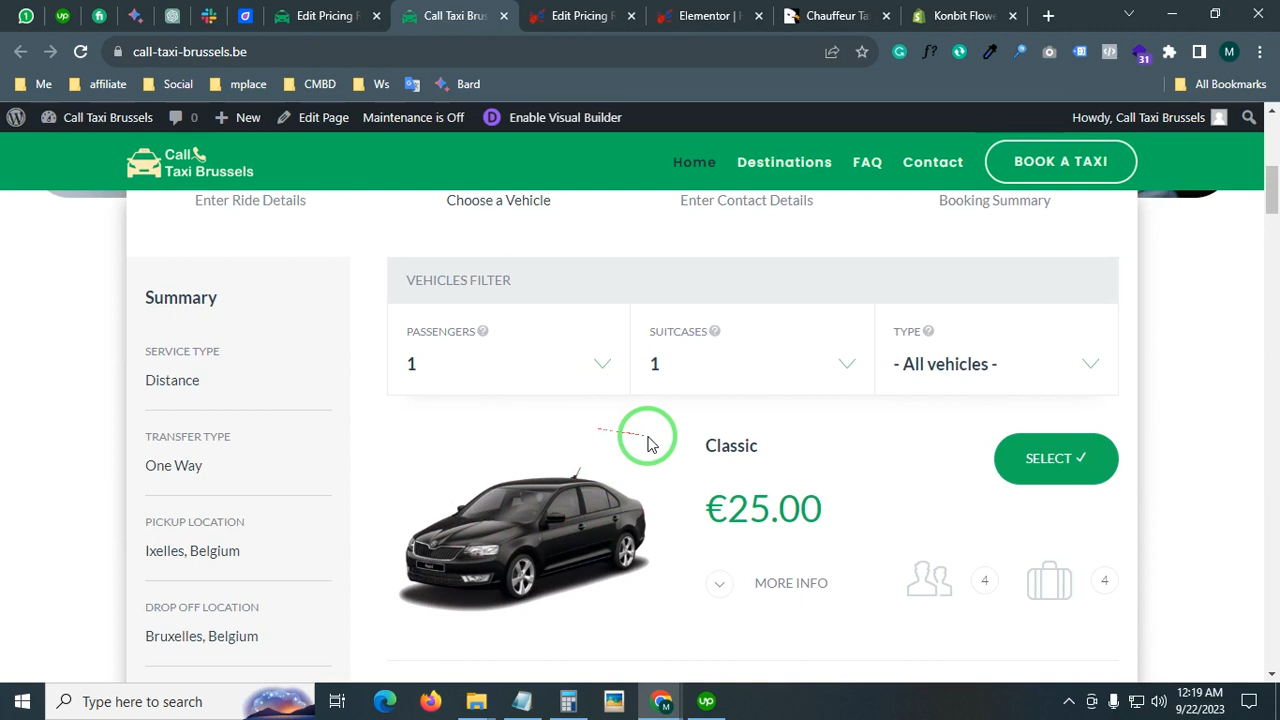 Edit Pricing R
Call Taxi Brus
Edit Pricing R
Elementor | H
Chauffeur Tax
Konbit Flowe
call-taxi-brussels.be
f?
31
M
Me
affiliate
Social
mplace
CMBD
Ws
Bard
All Bookmarks
Call Taxi Brussels
0
New
Edit Page
Maintenance is Off
D
Enable Visual Builder
Howdy, Call Taxi Brussels
Call
Taxi Brussels
Home
Destinations
FAQ
Contact
BOOK A TAXI
Enter Ride Details
Choose a Vehicle
Enter Contact Details
Booking Summary
Summary
SERVICE TYPE
Distance
TRANSFER TYPE
One Way
PICKUP LOCATION
Ixelles, Belgium
DROP OFF LOCATION
Bruxelles, Belgium
VEHICLES FILTER
PASSENGERS ?
1
SUITCASES ?
1
TYPE ?
- All vehicles -
Classic
SELECT ✓
€25.00
MORE INFO
4
4
Type here to search
up
12:19 AM
9/22/2023